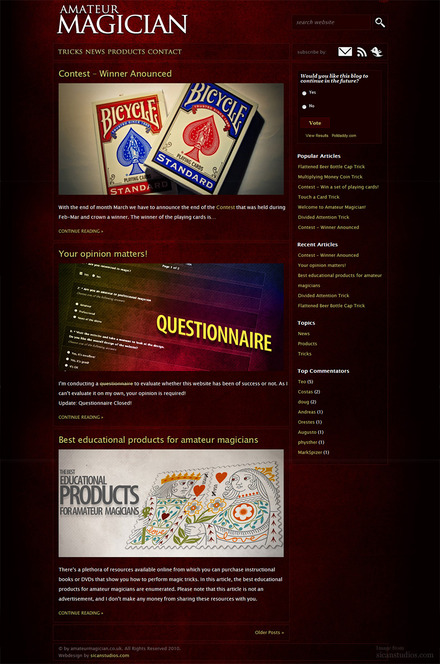 AMATEUR
MAGICIAN
search website
TRICKS NEWS PRODUCTS CONTACT
subscribe by:
Contest – Winner Anounced
BICYCLE
BICYCLE
PLAYING CARDS
STANDARD
PLAYING CARDS
STANDARD
With the end of month March we have to announce the end of the Contest that was held during
Feb-Mar and crown a winner. The winner of the playing cards is...
CONTINUE READING »
Your opinion matters!
QUESTIONNAIRE
I'm conducting a questionnaire to evaluate whether this website has been of success or not. As I
can't evaluate it on my own, your opinion is required!
Update: Questionnaire Closed!
CONTINUE READING »
Best educational products for amateur magicians
THE BEST
EDUCATIONAL
PRODUCTS
FOR AMATEUR MAGICIANS
There's a plethora of resources available online from which you can purchase instructional
books or DVDs that show you how to perform magic tricks. In this article, the best educational
products for amateur magicians are enumerated. Please note that this article is not an
advertisement, and I don't make any money from sharing these resources with you.
CONTINUE READING »
Older Posts »
Would you like this blog to
continue in the future?
Yes
No
Vote
View Results Polldaddy.com
Popular Articles
Flattened Beer Bottle Cap Trick
Multiplying Money Coin Trick
Contest – Win a set of playing cards!
Touch a Card Trick
Welcome to Amateur Magician!
Divided Attention Trick
Contest – Winner Anounced
Recent Articles
Contest – Winner Anounced
Your opinion matters!
Best educational products for amateur
magicians
Divided Attention Trick
Flattened Beer Bottle Cap Trick
Topics
News
Products
Tricks
Top Commentators
Teo (5)
Costas (2)
doug (2)
Andreas (1)
Orestes (1)
Augusto (1)
physther (1)
MarkSpizer (1)
© by amateurmagician.co.uk. All Rights Reserved 2010.
Webdesign by sicanstudios.com
sicanstudios.com